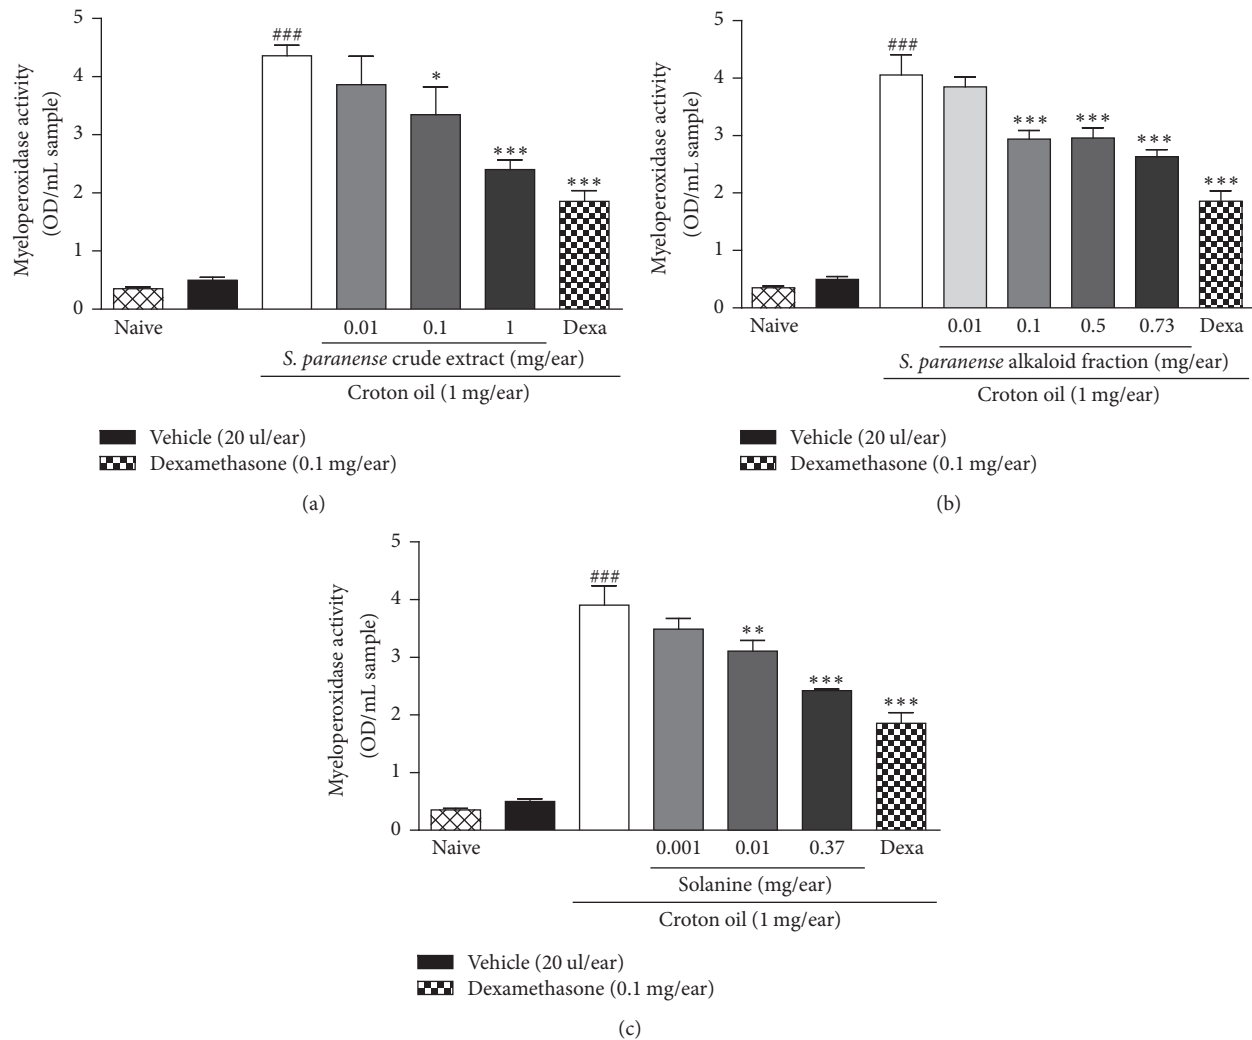 Myeloperoxidase activity
(OD/mL sample)
5
4
3
2
1
0
###
*
***
***
Naive
0.01 0.1 1 Dexa
S. paranense crude extract (mg/ear)
Croton oil (1 mg/ear)
Vehicle (20 ul/ear)
Dexamethasone (0.1 mg/ear)
(a)
Myeloperoxidase activity
(OD/mL sample)
5
4
3
2
1
0
###
*** *** ***
***
Naive
0.01 0.1 0.5 0.73 Dexa
S. paranense alkaloid fraction (mg/ear)
Croton oil (1 mg/ear)
Vehicle (20 ul/ear)
Dexamethasone (0.1 mg/ear)
(b)
Myeloperoxidase activity
(OD/mL sample)
5
4
3
2
1
0
###
**
***
***
Naive
0.001 0.01 0.37 Dexa
Solanine (mg/ear)
Croton oil (1 mg/ear)
Vehicle (20 ul/ear)
Dexamethasone (0.1 mg/ear)
(c)